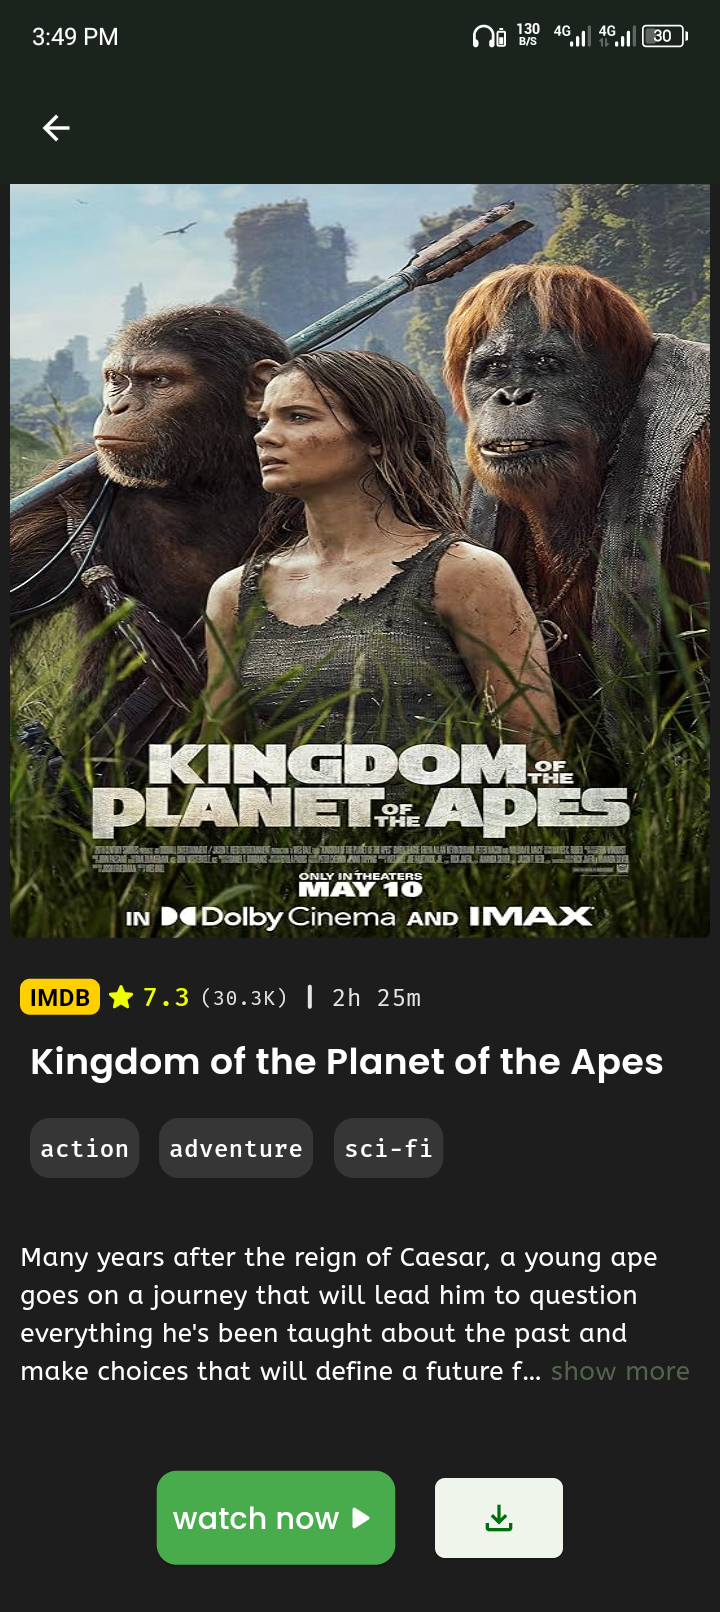 3:49 PM 130 B/S 4G 4G 30
KINGDOM OF THE
PLANET OF THE APES
ONLY IN THEATERS
MAY 10
IN Dolby Cinema AND IMAX
IMDB 7.3 (30.3K) | 2h 25m
Kingdom of the Planet of the Apes
action adventure sci-fi
Many years after the reign of Caesar, a young ape
goes on a journey that will lead him to question
everything he's been taught about the past and
make choices that will define a future f... show more
watch now